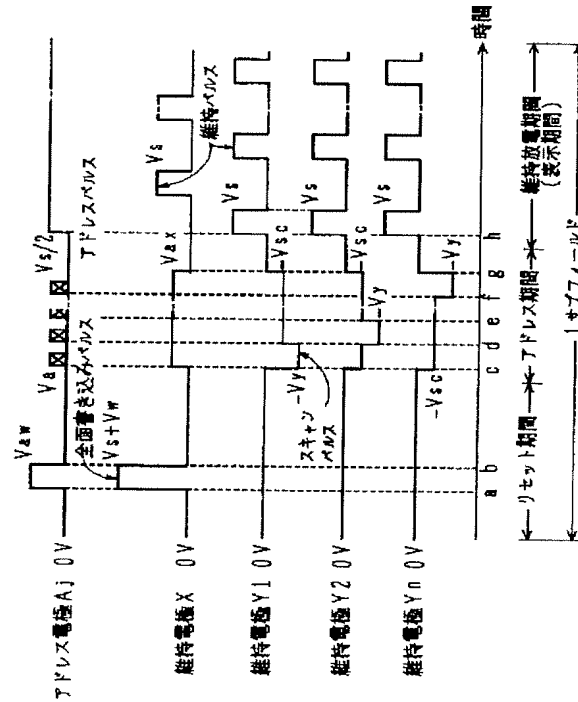 アドレス電極Aj 0V
Vaw
全面書き込みパルス
Va
Vs/2
アドレスパルス
維持電極X 0V
Vs+Vw
Vax
Vs
維持パルス
維持電極Y1 0V
-Vy
スキャン
パルス
-Vsc
Vs
維持電極Y2 0V
-Vy
-Vsc
Vs
維持電極Yn 0V
-Vsc
-Vy
Vs
a b c d e f g h 時間
リセット期間 アドレス期間 維持放電期間
(表示期間)
1サブフィールド